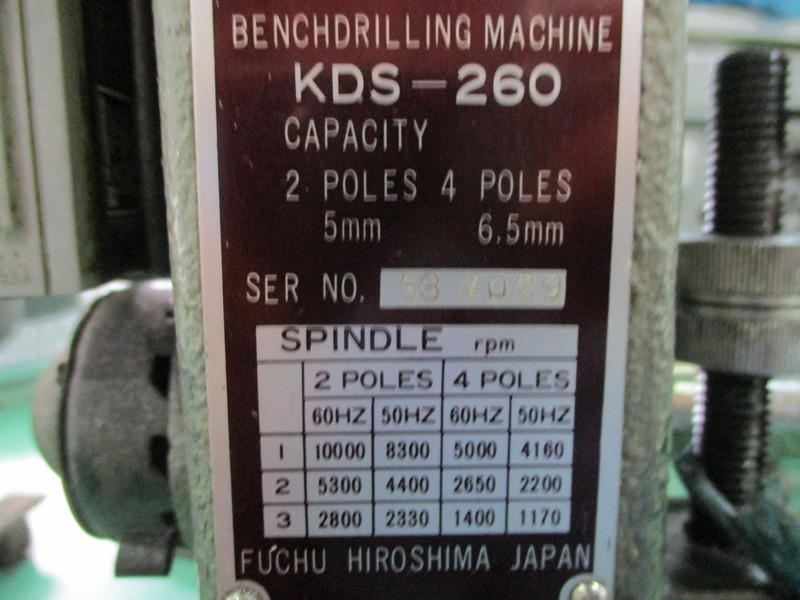 BENCHDRILLING MACHINE
KDS-260
CAPACITY
2 POLES 4 POLES
5mm 6.5mm
SER NO. 534029
SPINDLE rpm
2 POLES 4 POLES
60HZ 50HZ 60HZ 50HZ
1 10000 8300 5000 4160
2 5300 4400 2650 2200
3 2800 2330 1400 1170
FUCHU HIROSHIMA JAPAN